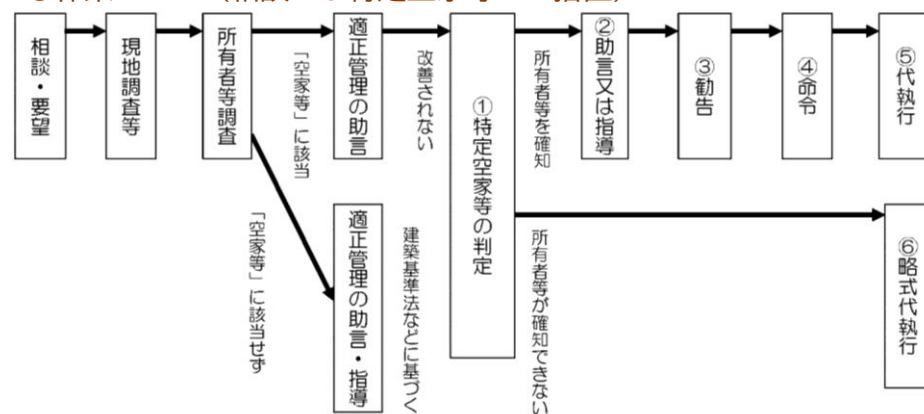 相談・要望
現地調査等
所有者等調査
「空家等」に該当
適正管理の助言
改善されない
①特定空家等の判定
所有者等を確知
②助言又は指導
③勧告
④命令
⑤代執行
「空家等」に該当せず
適正管理の助言・指導
建築基準法などに基づく
所有者等が確知できない
⑥略式代執行